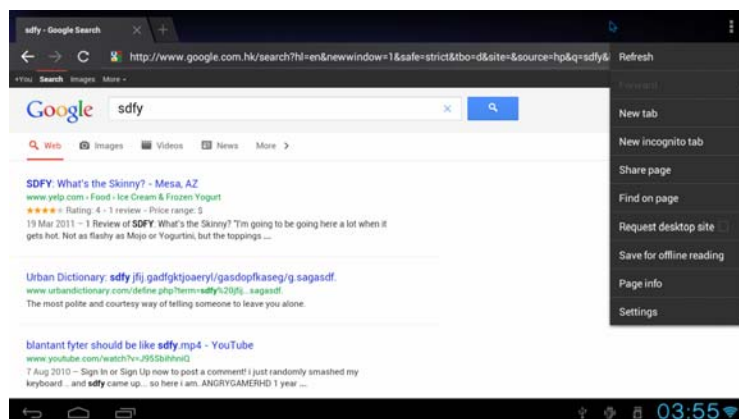 sdfy - Google Search
http://www.google.com.hk/search?hl=en&newwindow=1&safe=strict&tbo=d&site=&source=hp&q=sdfy&
+You Search Images More
Google sdfy
Web Images Videos News More
SDFY: What's the Skinny? - Mesa, AZ
www.yelp.com › Food › Ice Cream & Frozen Yogurt
Rating: 4 - 1 review - Price range: $
19 Mar 2011 – 1 Review of SDFY: What's the Skinny? "I'm going to be going here a lot when it
gets hot. Not as flashy as Mojo or Yogurtini, but the toppings ....
Urban Dictionary: sdfy jfij.gadfgktjoaeryl/gasdopfkaseg/g.sagasdf.
www.urbandictionary.com/define.php?term=sdfy%20jfij...sagasdf.
The most polite and courtesy way of telling someone to leave you alone.
blantant fyter should be like sdfy.mp4 - YouTube
www.youtube.com/watch?v=J95SbihhniQ
7 Aug 2010 – Sign In or Sign Up now to post a comment! i just randomly smashed my
keyboard .. and sdfy came up... so here i am. ANGRYGAMERHD 1 year ....
Refresh
Forward
New tab
New incognito tab
Share page
Find on page
Request desktop site
Save for offline reading
Page info
Settings
03:55